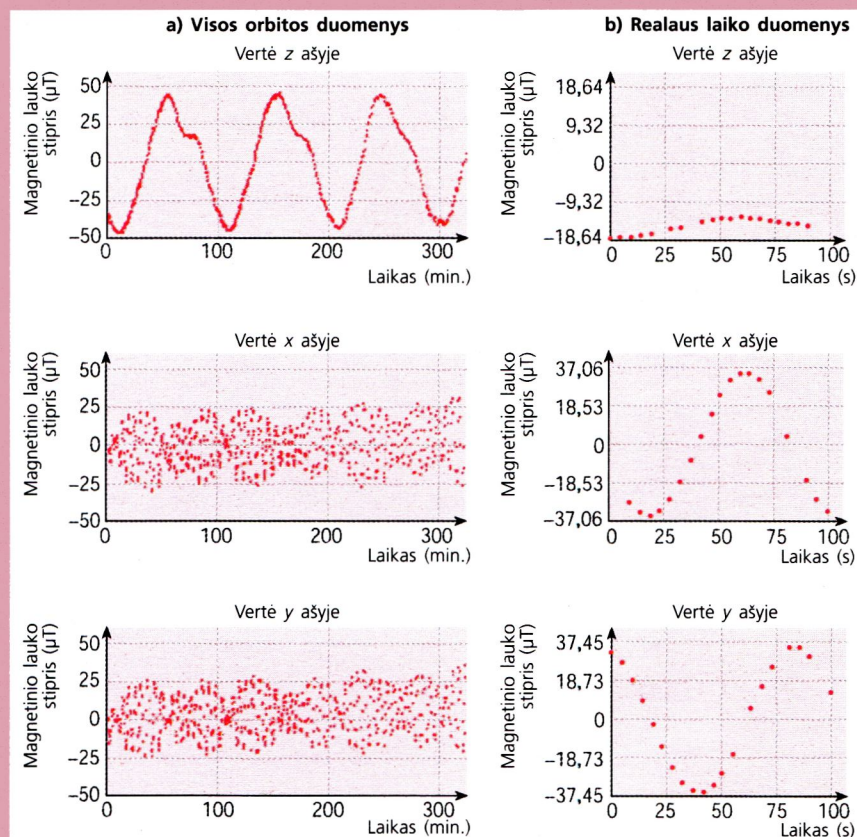 a) Visos orbitos duomenys
Vertė z ašyje
Magnetinio lauko
stipris (μT)
50
25
0
−25
−50
0
100
200
300
Laikas (min.)
Vertė x ašyje
Magnetinio lauko
stipris (μT)
50
25
0
−25
−50
0
100
200
300
Laikas (min.)
Vertė y ašyje
Magnetinio lauko
stipris (μT)
50
25
0
−25
−50
0
100
200
300
Laikas (min.)
b) Realaus laiko duomenys
Vertė z ašyje
Magnetinio lauko
stipris (μT)
18,64
9,32
0
−9,32
−18,64
0
25
50
75
100
Laikas (s)
Vertė x ašyje
Magnetinio lauko
stipris (μT)
37,06
18,53
0
−18,53
−37,06
0
25
50
75
100
Laikas (s)
Vertė y ašyje
Magnetinio lauko
stipris (μT)
37,45
18,73
0
−18,73
−37,45
0
25
50
75
100
Laikas (s)